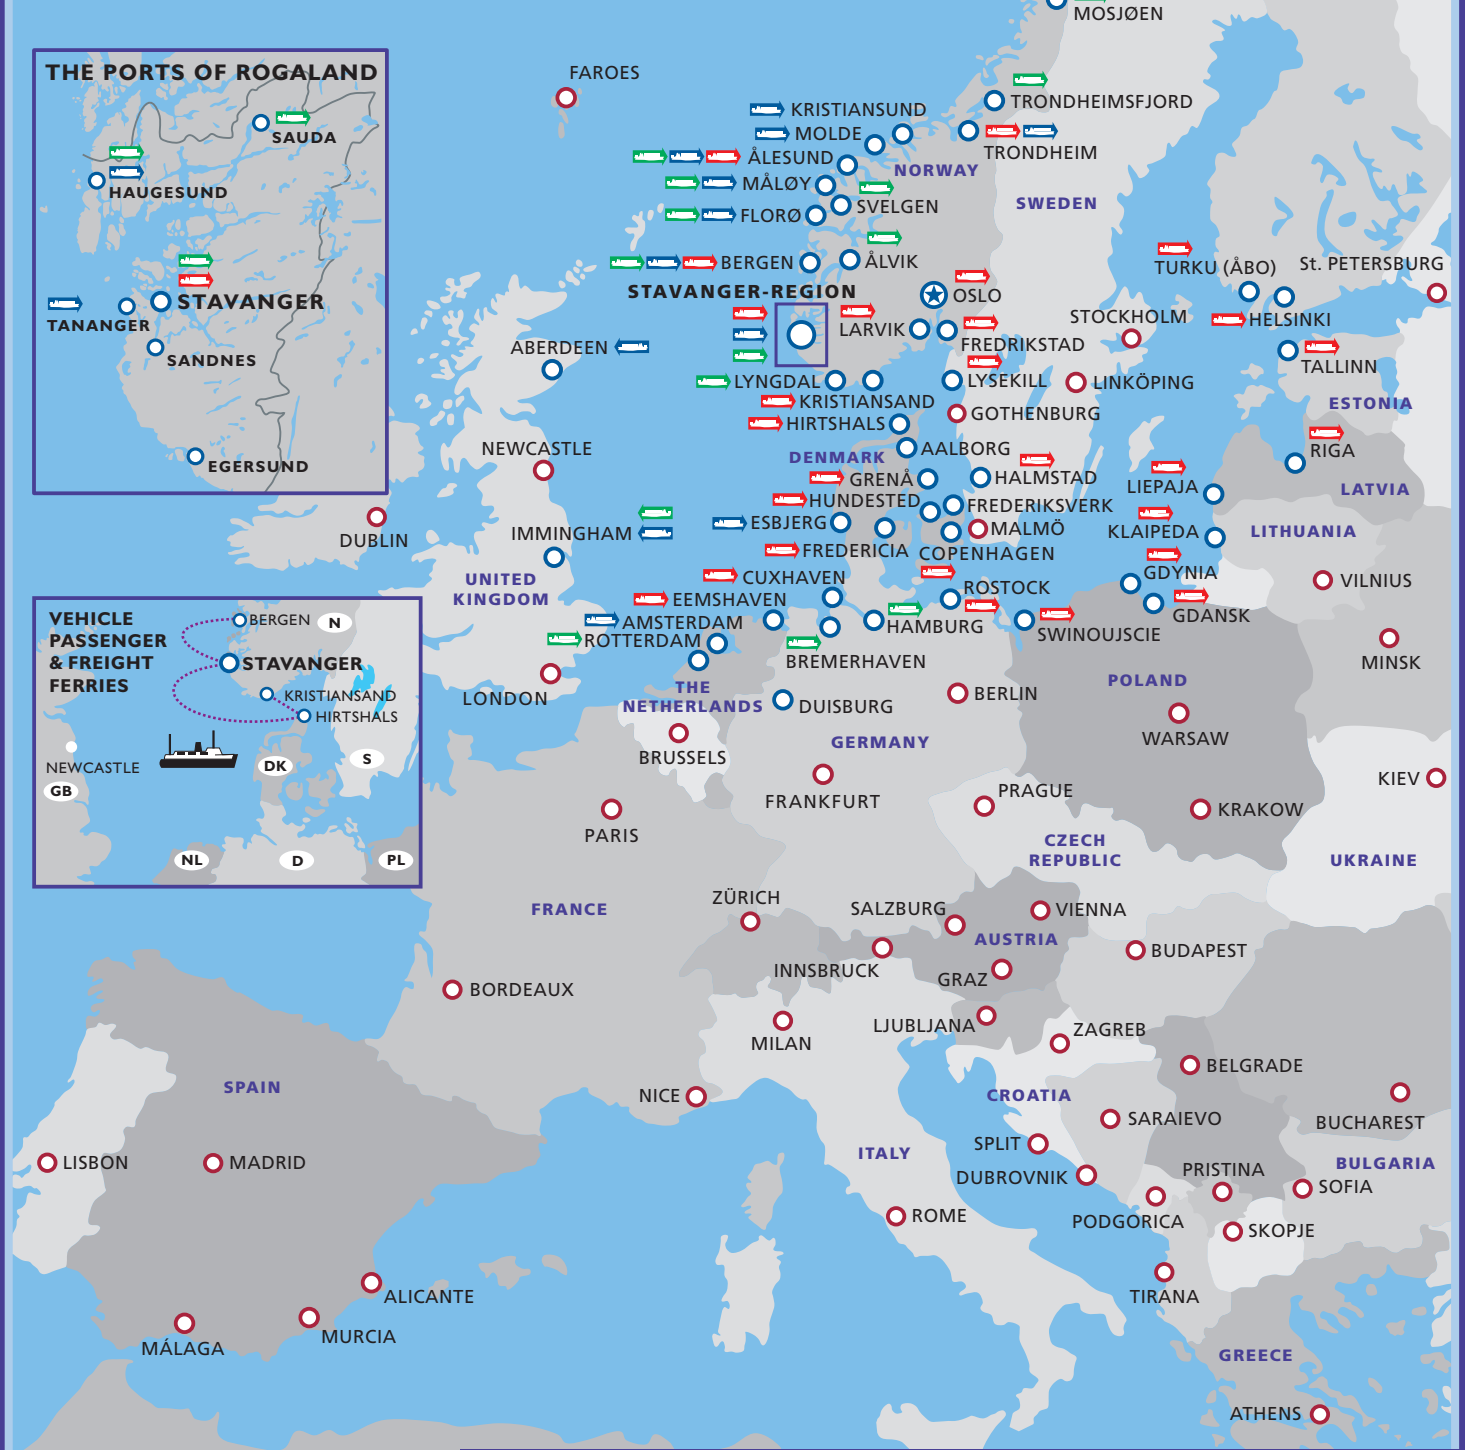 MOSJØEN
THE PORTS OF ROGALAND
SAUDA
HAUGESUND
STAVANGER
TANANGER
SANDNES
EGERSUND
FAROES
KRISTIANSUND
MOLDE
ÅLESUND
MÅLØY
FLORØ
TRONDHEIMSFJORD
TRONDHEIM
NORWAY
SVELGEN
SWEDEN
BERGEN
ÅLVIK
STAVANGER-REGION
OSLO
LARVIK
FREDRIKSTAD
TURKU (ÅBO)
St. PETERSBURG
HELSINKI
STOCKHOLM
TALLINN
ABERDEEN
LYNGDAL
LYSEKILL
LINKÖPING
KRISTIANSAND
ESTONIA
HIRTSHALS
GOTHENBURG
NEWCASTLE
DENMARK
AALBORG
RIGA
GRENÅ
HALMSTAD
LIEPAJA
LATVIA
HUNDESTED
FREDERIKSVERK
DUBLIN
IMMINGHAM
ESBJERG
MALMÖ
KLAIPEDA
LITHUANIA
FREDERICIA
COPENHAGEN
UNITED
KINGDOM
CUXHAVEN
ROSTOCK
GDYNIA
VILNIUS
EEMSHAVEN
GDANSK
AMSTERDAM
HAMBURG
SWINOUJSCIE
ROTTERDAM
BREMERHAVEN
MINSK
LONDON
THE
NETHERLANDS
DUISBURG
BERLIN
POLAND
WARSAW
BRUSSELS
GERMANY
KIEV
VEHICLE
PASSENGER
& FREIGHT
FERRIES
BERGEN
N
STAVANGER
KRISTIANSAND
HIRTSHALS
NEWCASTLE
GB
DK
S
NL
D
PL
FRANKFURT
PRAGUE
KRAKOW
PARIS
CZECH
REPUBLIC
UKRAINE
FRANCE
ZÜRICH
SALZBURG
VIENNA
AUSTRIA
INNSBRUCK
GRAZ
BUDAPEST
BORDEAUX
MILAN
LJUBLJANA
ZAGREB
BELGRADE
SPAIN
NICE
CROATIA
SARAIEVO
BUCHAREST
LISBON
MADRID
ITALY
SPLIT
DUBROVNIK
PRISTINA
BULGARIA
SOFIA
ROME
PODGORICA
SKOPJE
ALICANTE
TIRANA
MURCIA
MÁLAGA
GREECE
ATHENS